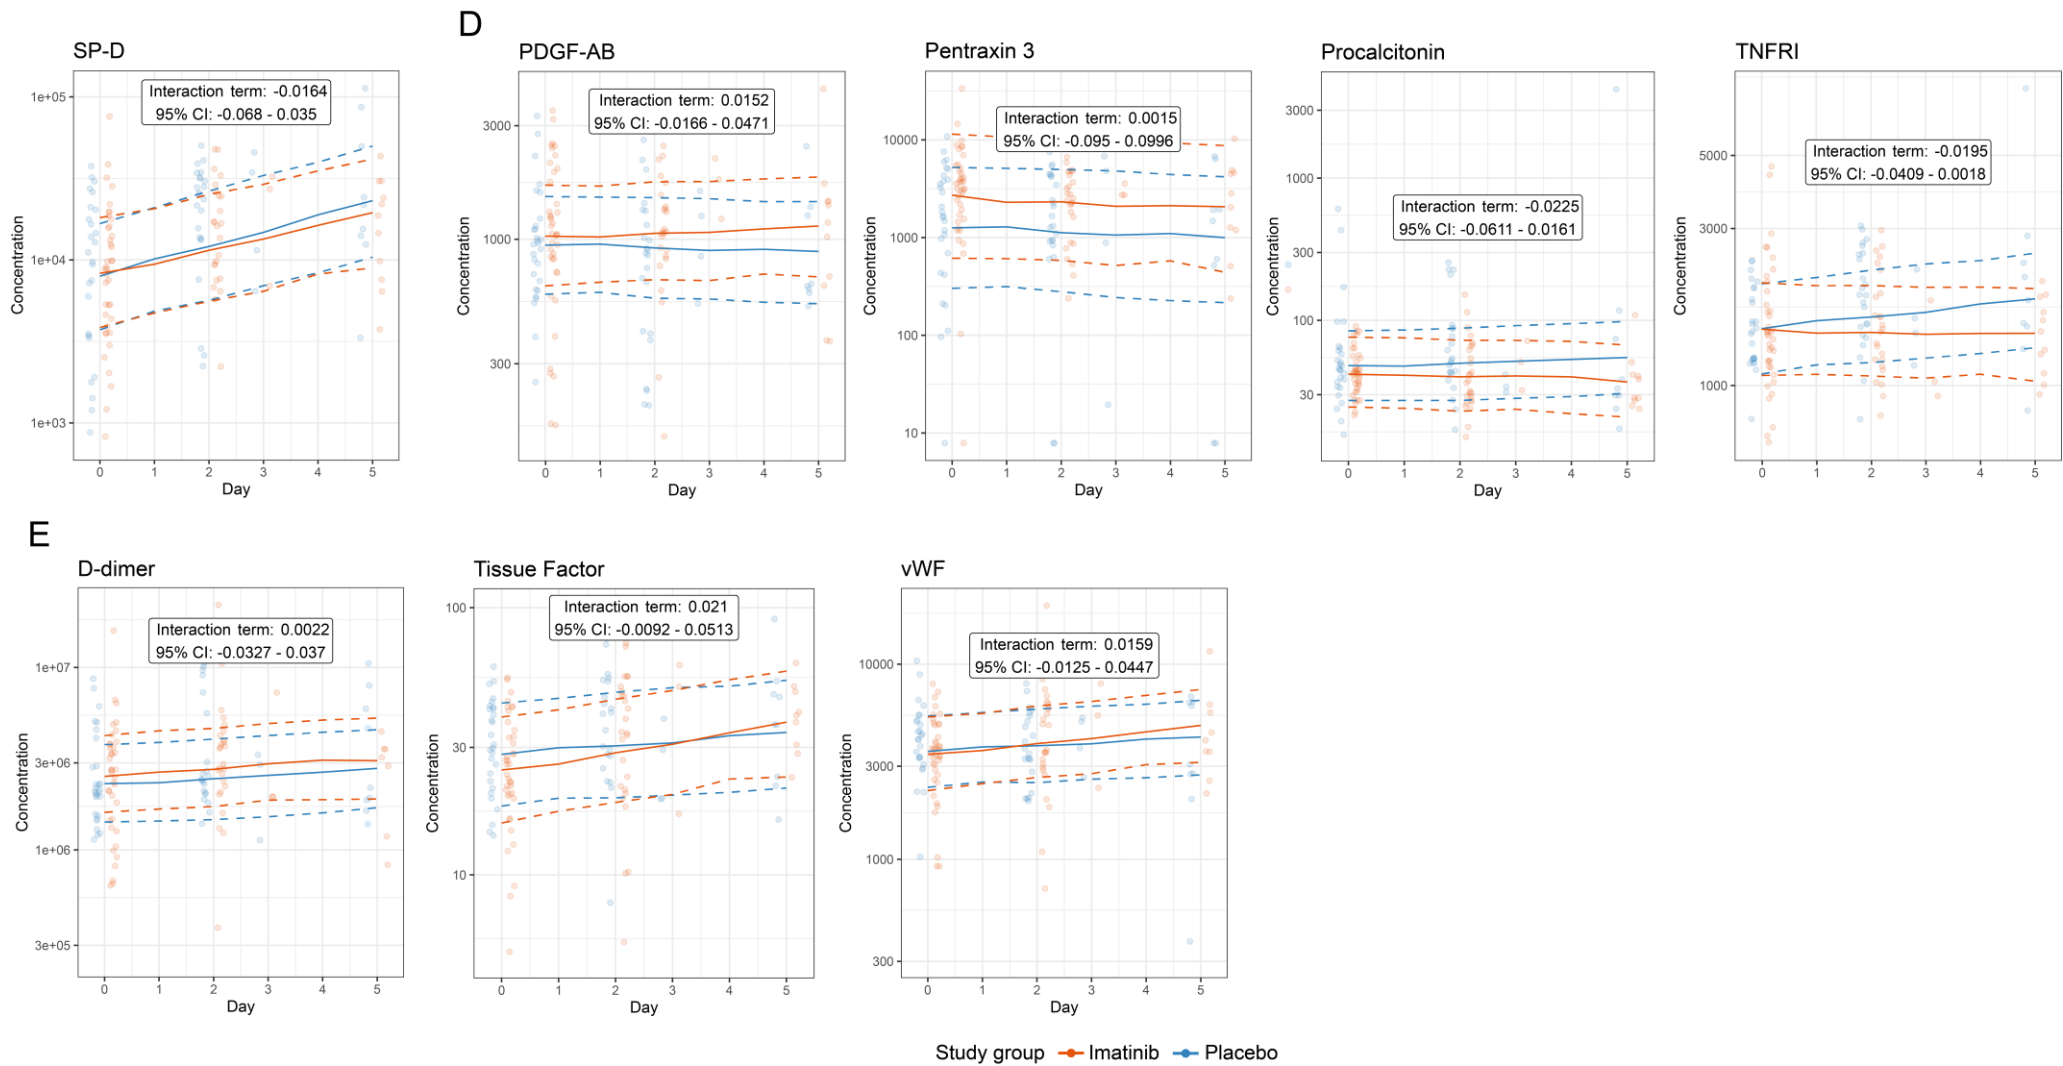 D
SP-D
Concentration
1e+05
1e+04
1e+03
Interaction term: -0.0164
95% CI: -0.068 - 0.035
0 1 2 3 4 5
Day
PDGF-AB
Concentration
3000
1000
300
Interaction term: 0.0152
95% CI: -0.0166 - 0.0471
0 1 2 3 4 5
Day
Pentraxin 3
Concentration
10000
1000
100
10
Interaction term: 0.0015
95% CI: -0.095 - 0.0996
0 1 2 3 4 5
Day
Procalcitonin
Concentration
3000
1000
300
100
30
Interaction term: -0.0225
95% CI: -0.0611 - 0.0161
0 1 2 3 4 5
Day
TNFRI
Concentration
5000
3000
1000
Interaction term: -0.0195
95% CI: -0.0409 - 0.0018
0 1 2 3 4 5
Day
E
D-dimer
Concentration
1e+07
3e+06
1e+06
3e+05
Interaction term: 0.0022
95% CI: -0.0327 - 0.037
0 1 2 3 4 5
Day
Tissue Factor
Concentration
100
30
10
Interaction term: 0.021
95% CI: -0.0092 - 0.0513
0 1 2 3 4 5
Day
vWF
Concentration
10000
3000
1000
300
Interaction term: 0.0159
95% CI: -0.0125 - 0.0447
0 1 2 3 4 5
Day
Study group Imatinib Placebo